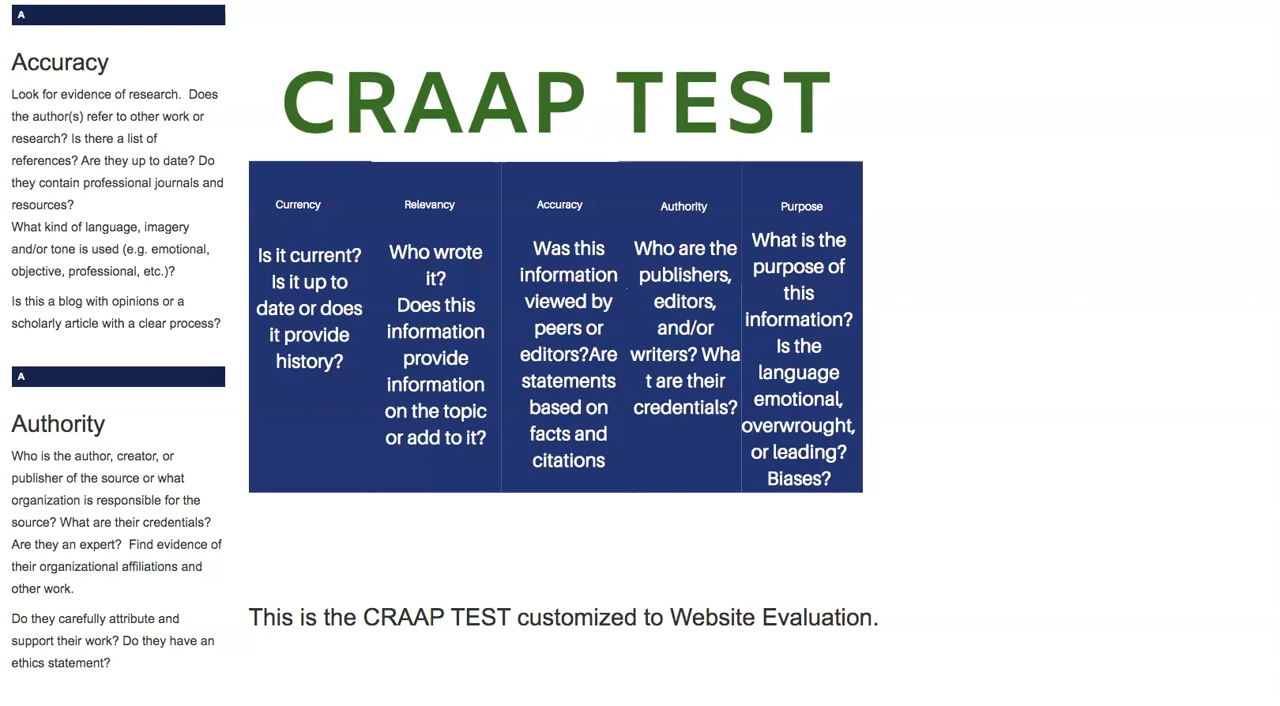 A
Accuracy
Look for evidence of research.  Does
the author(s) refer to other work or
research? Is there a list of
references? Are they up to date? Do
they contain professional journals and
resources?
What kind of language, imagery
and/or tone is used (e.g. emotional,
objective, professional, etc.)?
Is this a blog with opinions or a
scholarly article with a clear process?
A
Authority
Who is the author, creator, or
publisher of the source or what
organization is responsible for the
source? What are their credentials?
Are they an expert?  Find evidence of
their organizational affiliations and
other work.
Do they carefully attribute and
support their work? Do they have an
ethics statement?
CRAAP TEST
Currency
Is it current?
Is it up to
date or does
it provide
history?
Relevancy
Who wrote
it?
Does this
information
provide
information
on the topic
or add to it?
Accuracy
Was this
information
viewed by
peers or
editors?Are
statements
based on
facts and
citations
Authority
Who are the
publishers,
editors,
and/or
writers? Wha
t are their
credentials?
Purpose
What is the
purpose of
this
information?
Is the
language
emotional,
overwrought,
or leading?
Biases?
This is the CRAAP TEST customized to Website Evaluation.